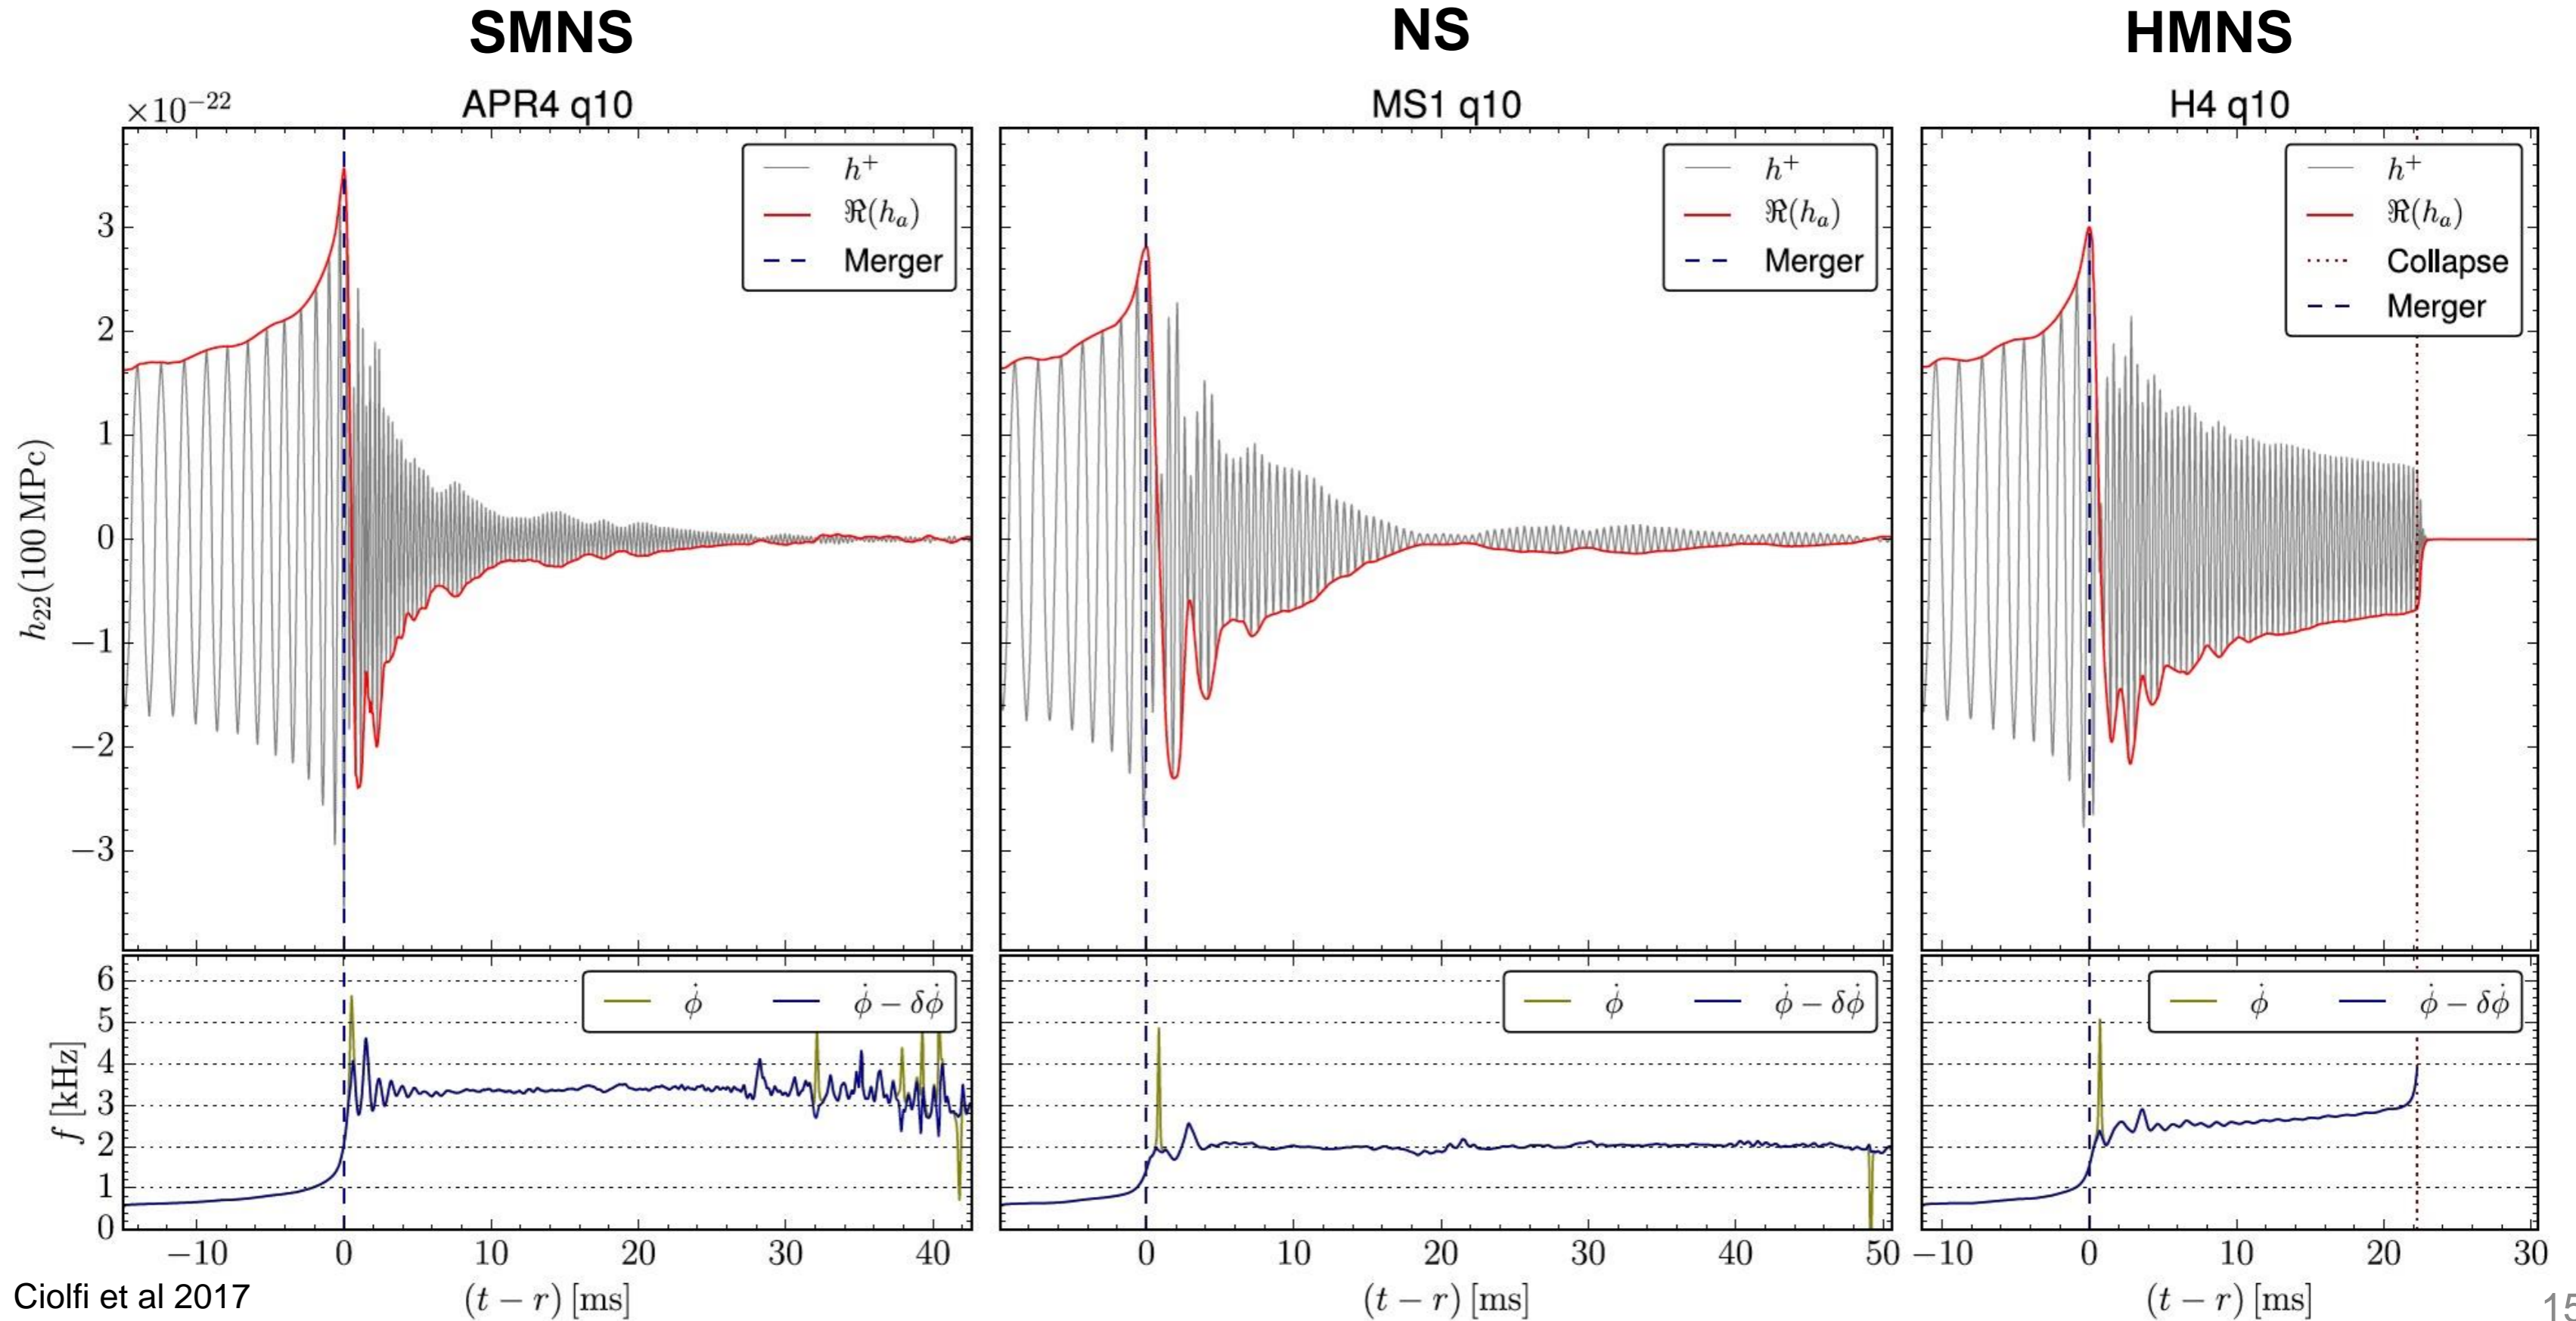 SMNS
NS
HMNS
×10⁻²²
APR4 q10
MS1 q10
H4 q10
h⁺
ℜ(hₐ)
Merger
h⁺
ℜ(hₐ)
Merger
h⁺
ℜ(hₐ)
Collapse
Merger
3
2
1
0
−1
−2
−3
h₂₂(100 MPc)
ϕ̇
ϕ̇ − δϕ̇
ϕ̇
ϕ̇ − δϕ̇
ϕ̇
ϕ̇ − δϕ̇
6
5
4
3
2
1
0
f [kHz]
−10 0 10 20 30 40
0 10 20 30 40 50
−10 0 10 20 30
(t − r) [ms]
(t − r) [ms]
(t − r) [ms]
Ciolfi et al 2017
15